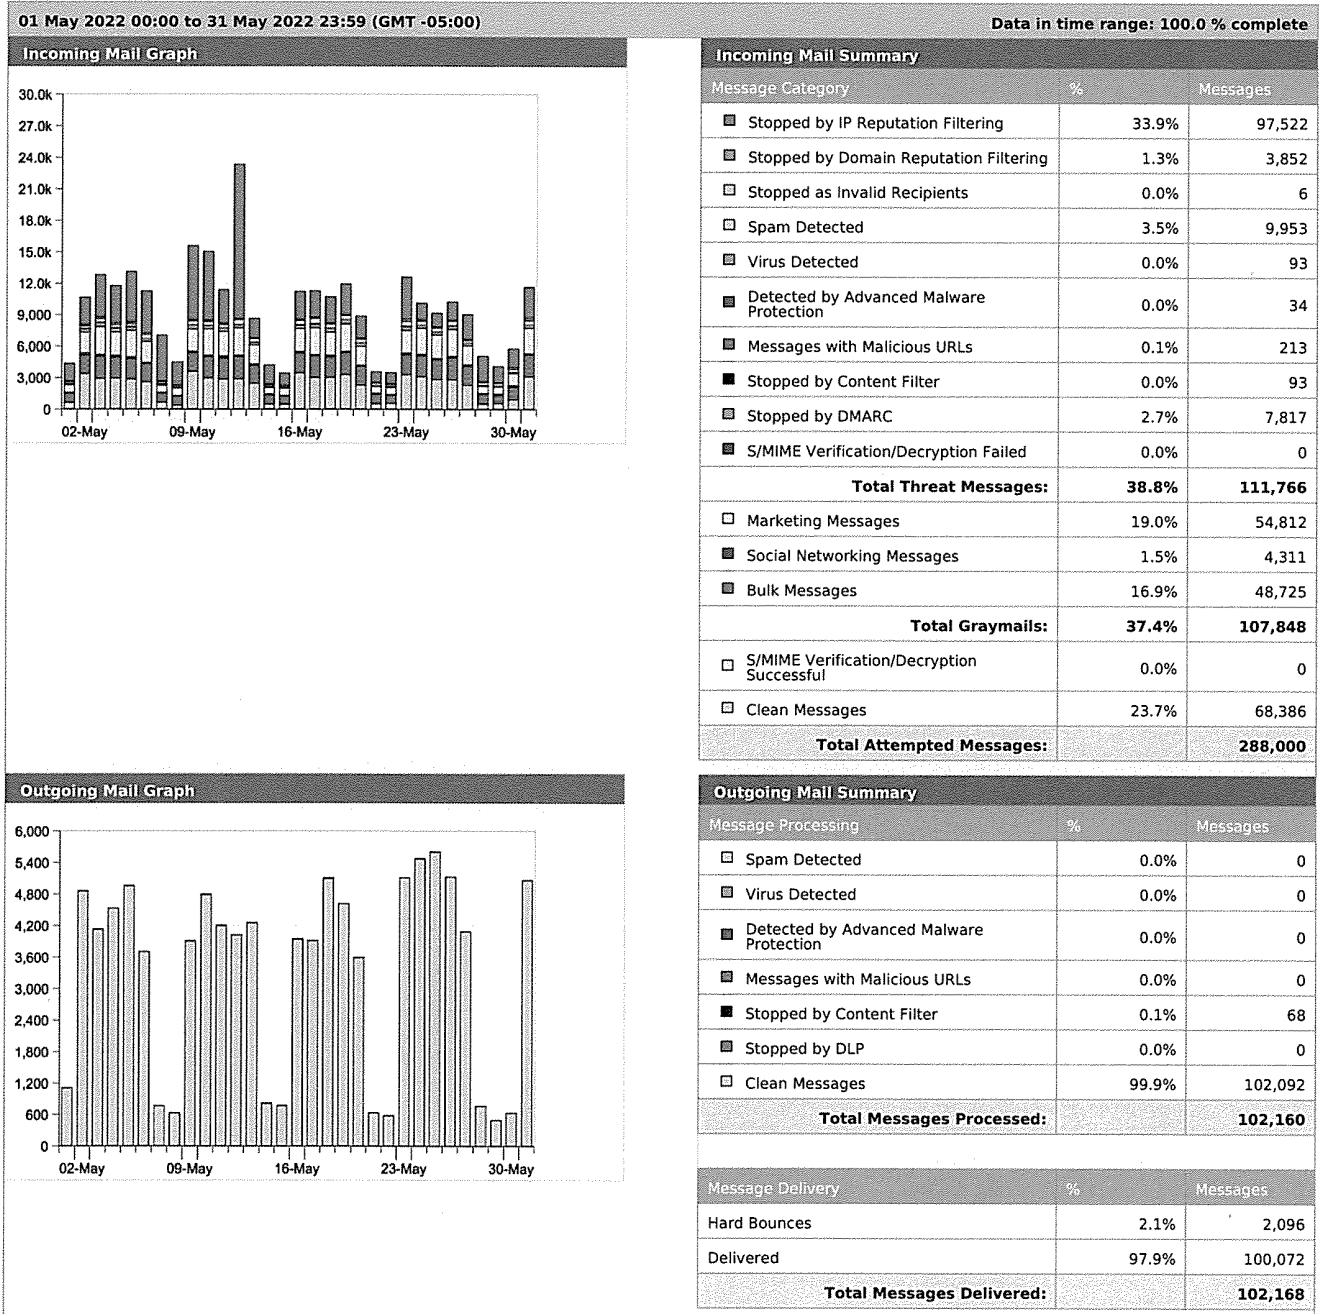 01 May 2022 00:00 to 31 May 2022 23:59 (GMT -05:00) Data in time range: 100.0 % complete
Incoming Mail Graph
30.0k
27.0k
24.0k
21.0k
18.0k
15.0k
12.0k
9,000
6,000
3,000
0
02-May 09-May 16-May 23-May 30-May
Incoming Mail Summary
Message Category % Messages
Stopped by IP Reputation Filtering 33.9% 97,522
Stopped by Domain Reputation Filtering 1.3% 3,852
Stopped as Invalid Recipients 0.0% 6
Spam Detected 3.5% 9,953
Virus Detected 0.0% 93
Detected by Advanced Malware
Protection 0.0% 34
Messages with Malicious URLs 0.1% 213
Stopped by Content Filter 0.0% 93
Stopped by DMARC 2.7% 7,817
S/MIME Verification/Decryption Failed 0.0% 0
Total Threat Messages: 38.8% 111,766
Marketing Messages 19.0% 54,812
Social Networking Messages 1.5% 4,311
Bulk Messages 16.9% 48,725
Total Graymails: 37.4% 107,848
S/MIME Verification/Decryption
Successful 0.0% 0
Clean Messages 23.7% 68,386
Total Attempted Messages: 288,000
Outgoing Mail Graph
6,000
5,400
4,800
4,200
3,600
3,000
2,400
1,800
1,200
600
0
02-May 09-May 16-May 23-May 30-May
Outgoing Mail Summary
Message Processing % Messages
Spam Detected 0.0% 0
Virus Detected 0.0% 0
Detected by Advanced Malware
Protection 0.0% 0
Messages with Malicious URLs 0.0% 0
Stopped by Content Filter 0.1% 68
Stopped by DLP 0.0% 0
Clean Messages 99.9% 102,092
Total Messages Processed: 102,160
Message Delivery % Messages
Hard Bounces 2.1% 2,096
Delivered 97.9% 100,072
Total Messages Delivered: 102,168